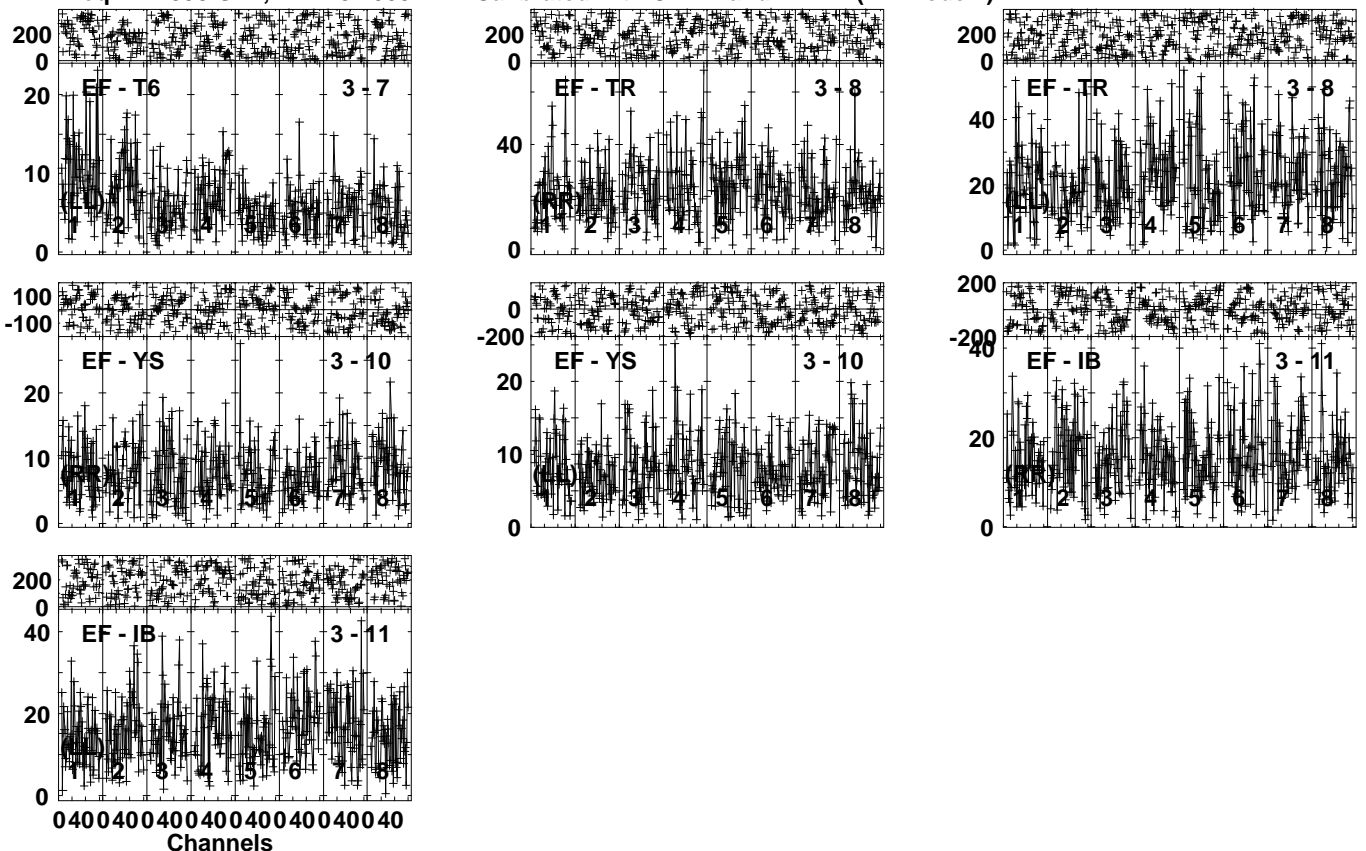 200 0
EF - T6 3 - 7
20
10
0
(LL)
1 2 3 4 5 6 7 8
200 0
EF - TR 3 - 8
40
0
(RR)
1 2 3 4 5 6 7 8
200 0
EF - TR 3 - 8
40
20
0
(LL)
1 2 3 4 5 6 7 8
100 -100
EF - YS 3 - 10
20
10
0
(RR)
1 2 3 4 5 6 7 8
0 -200
EF - YS 3 - 10
20
10
0
(LL)
1 2 3 4 5 6 7 8
200 -200
EF - IB 3 - 11
40
20
0
(RR)
1 2 3 4 5 6 7 8
200 0
EF - IB 3 - 11
40
20
0
(LL)
1 2 3 4 5 6 7 8
0 40 0 40 0 40 0 40 0 40 0 40 0 40 0 40
Channels